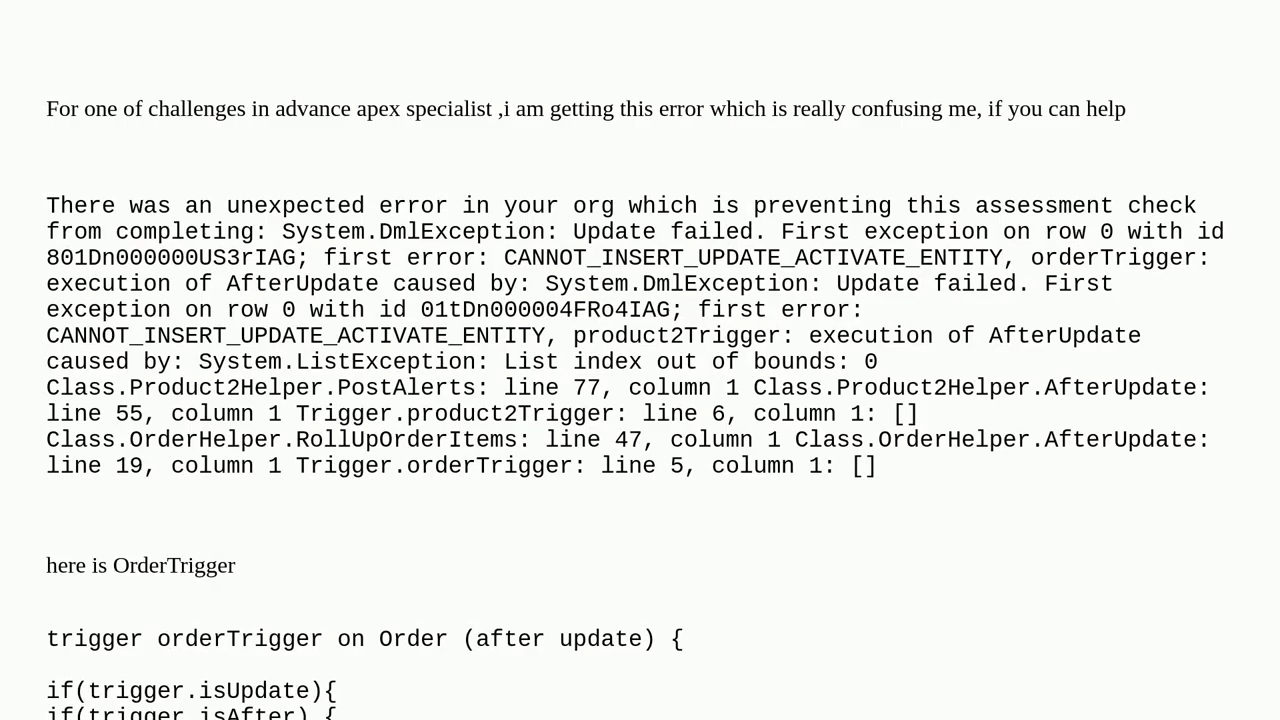 For one of challenges in advance apex specialist ,i am getting this error which is really confusing me, if you can help
There was an unexpected error in your org which is preventing this assessment check
from completing: System.DmlException: Update failed. First exception on row 0 with id
801Dn000000US3rIAG; first error: CANNOT_INSERT_UPDATE_ACTIVATE_ENTITY, orderTrigger:
execution of AfterUpdate caused by: System.DmlException: Update failed. First
exception on row 0 with id 01tDn000004FRo4IAG; first error:
CANNOT_INSERT_UPDATE_ACTIVATE_ENTITY, product2Trigger: execution of AfterUpdate
caused by: System.ListException: List index out of bounds: 0
Class.Product2Helper.PostAlerts: line 77, column 1 Class.Product2Helper.AfterUpdate:
line 55, column 1 Trigger.product2Trigger: line 6, column 1: []
Class.OrderHelper.RollUpOrderItems: line 47, column 1 Class.OrderHelper.AfterUpdate:
line 19, column 1 Trigger.orderTrigger: line 5, column 1: []
here is OrderTrigger
trigger orderTrigger on Order (after update) {
if(trigger.isUpdate){
if(trigger.isAfter) {